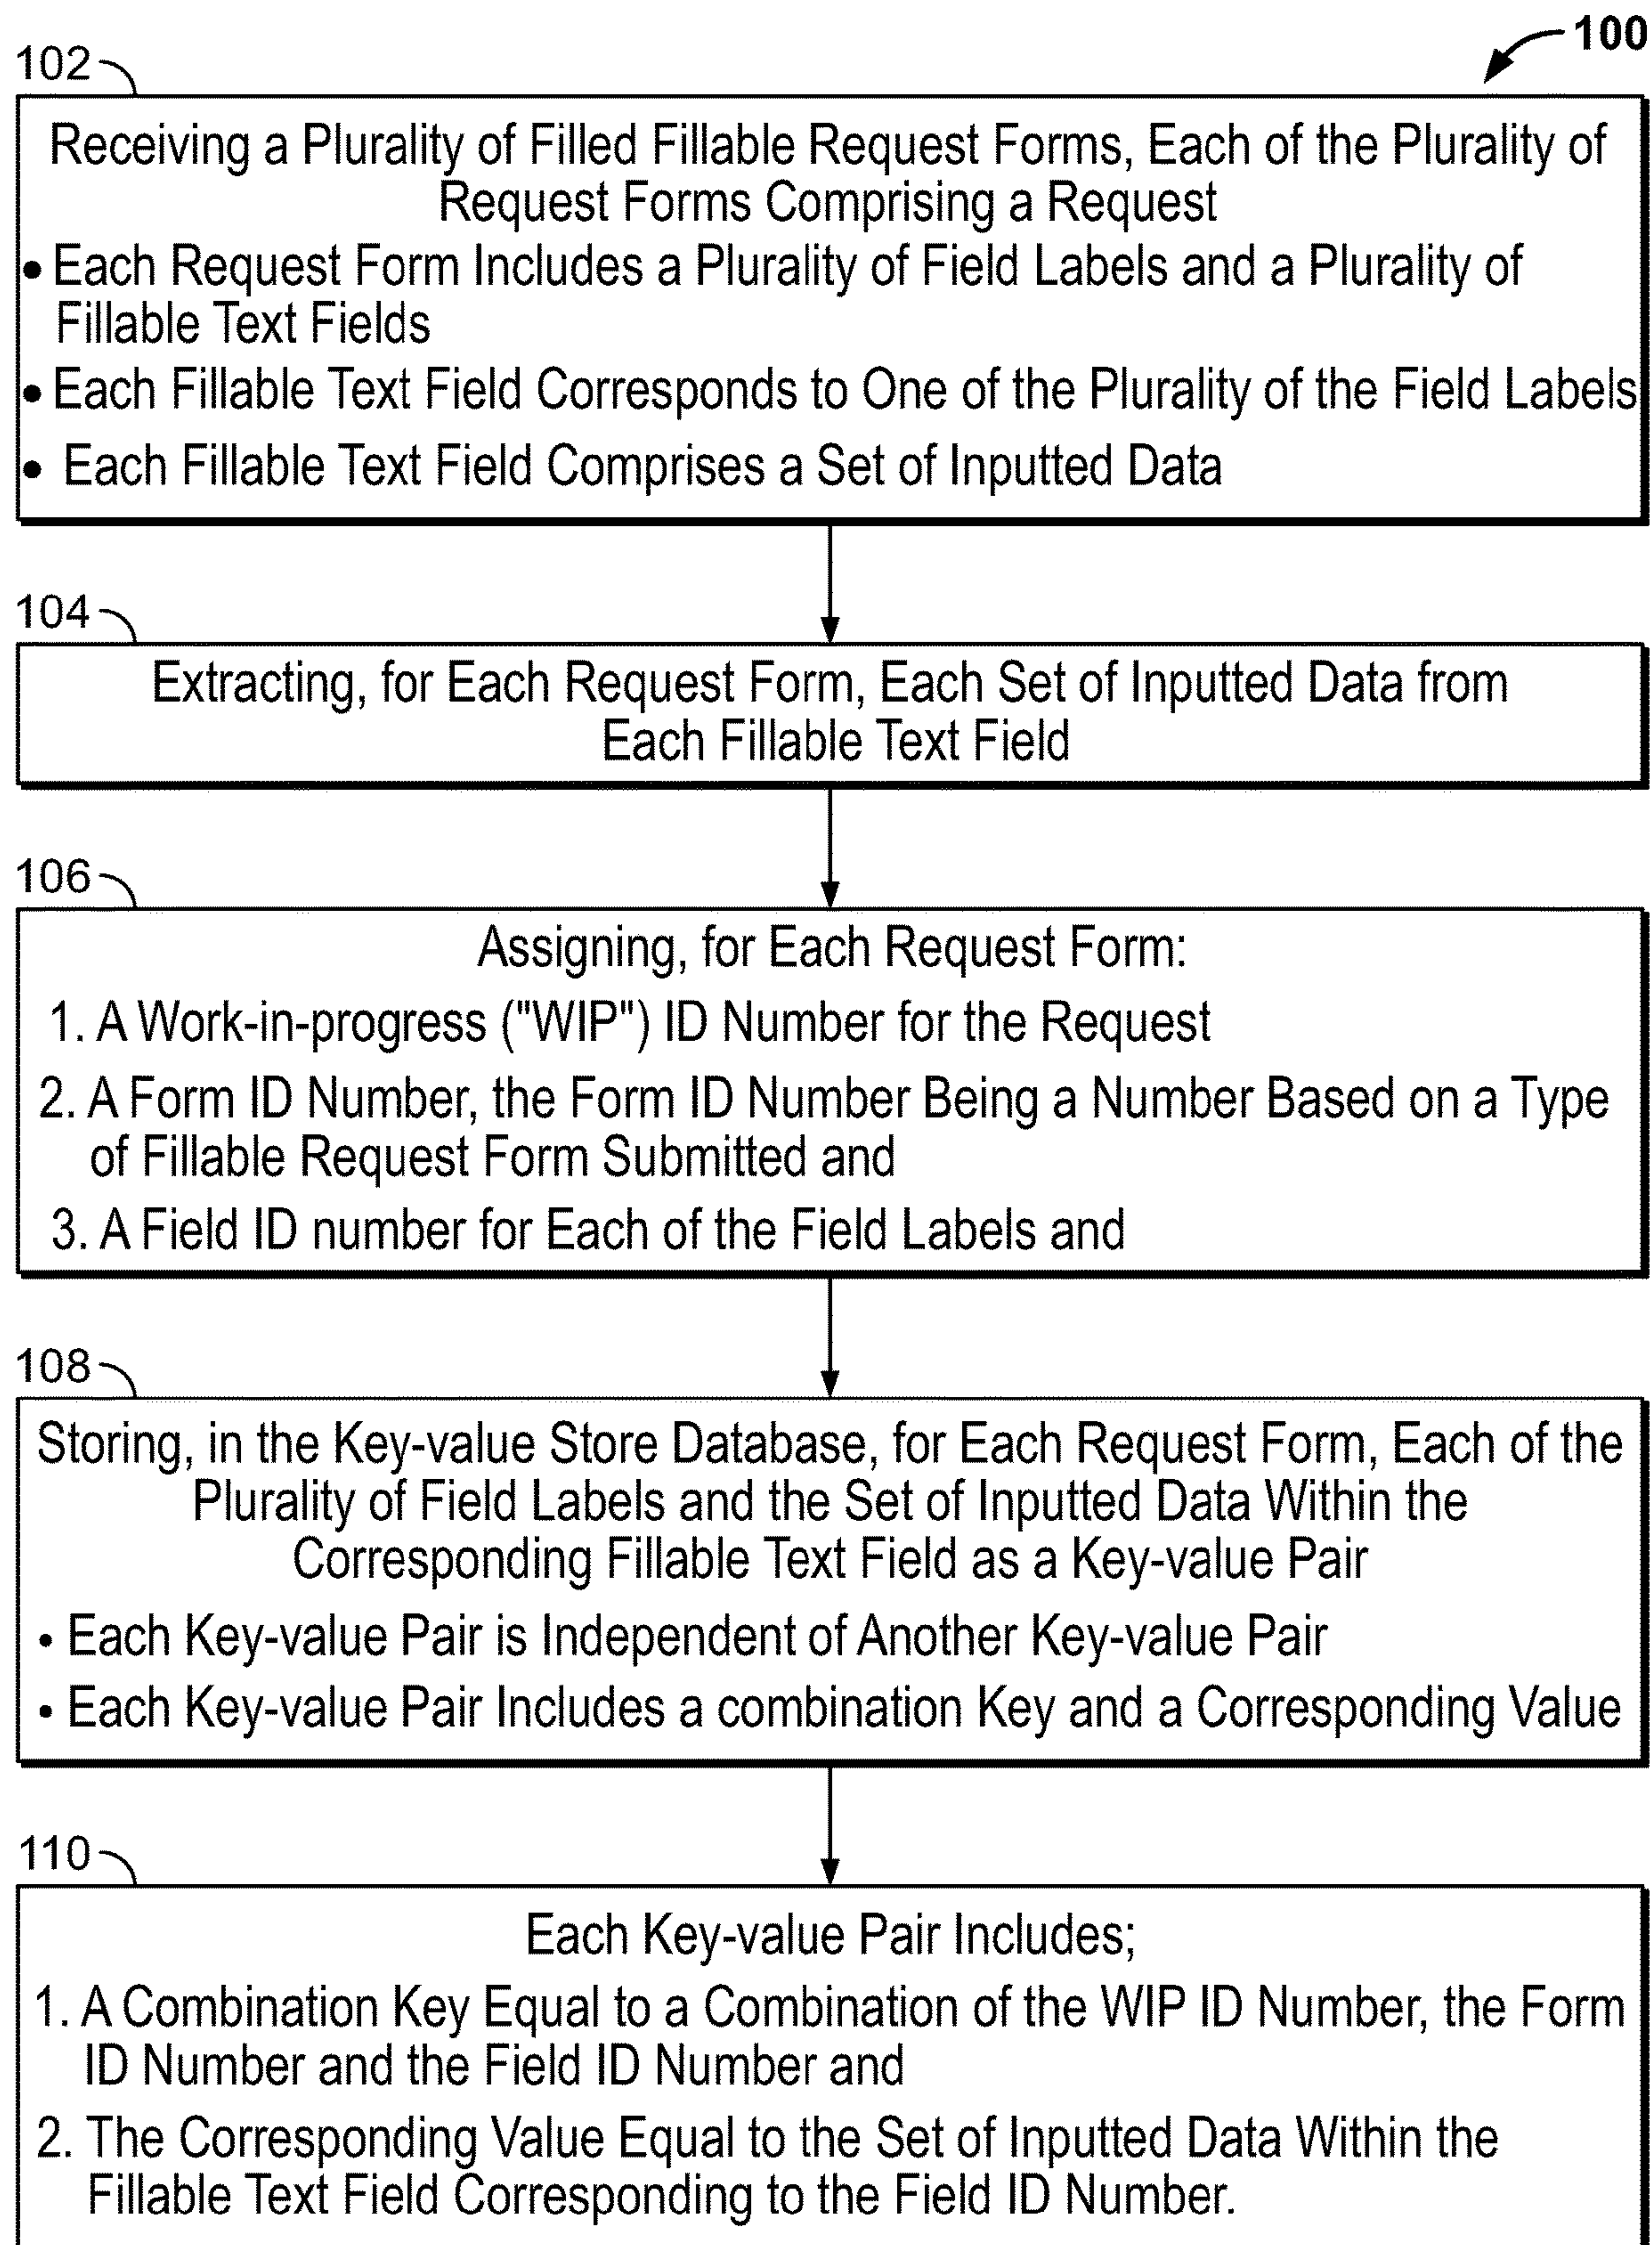 100
102
Receiving a Plurality of Filled Fillable Request Forms, Each of the Plurality of
Request Forms Comprising a Request
• Each Request Form Includes a Plurality of Field Labels and a Plurality of
Fillable Text Fields
• Each Fillable Text Field Corresponds to One of the Plurality of the Field Labels
• Each Fillable Text Field Comprises a Set of Inputted Data
104
Extracting, for Each Request Form, Each Set of Inputted Data from
Each Fillable Text Field
106
Assigning, for Each Request Form:
1. A Work-in-progress ("WIP") ID Number for the Request
2. A Form ID Number, the Form ID Number Being a Number Based on a Type
of Fillable Request Form Submitted and
3. A Field ID number for Each of the Field Labels and
108
Storing, in the Key-value Store Database, for Each Request Form, Each of the
Plurality of Field Labels and the Set of Inputted Data Within the
Corresponding Fillable Text Field as a Key-value Pair
• Each Key-value Pair is Independent of Another Key-value Pair
• Each Key-value Pair Includes a combination Key and a Corresponding Value
110
Each Key-value Pair Includes;
1. A Combination Key Equal to a Combination of the WIP ID Number, the Form
ID Number and the Field ID Number and
2. The Corresponding Value Equal to the Set of Inputted Data Within the
Fillable Text Field Corresponding to the Field ID Number.